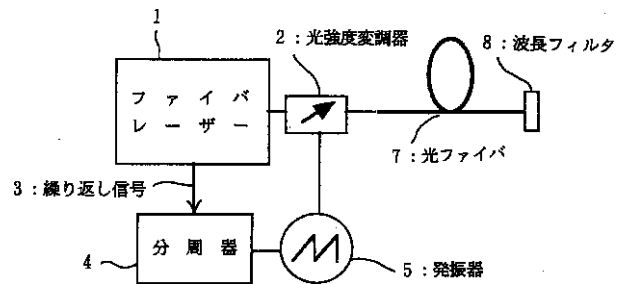 1
2：光強度変調器
8：波長フィルタ
ファイバ
レーザー
7：光ファイバ
3：繰り返し信号
4
分周器
5：発振器